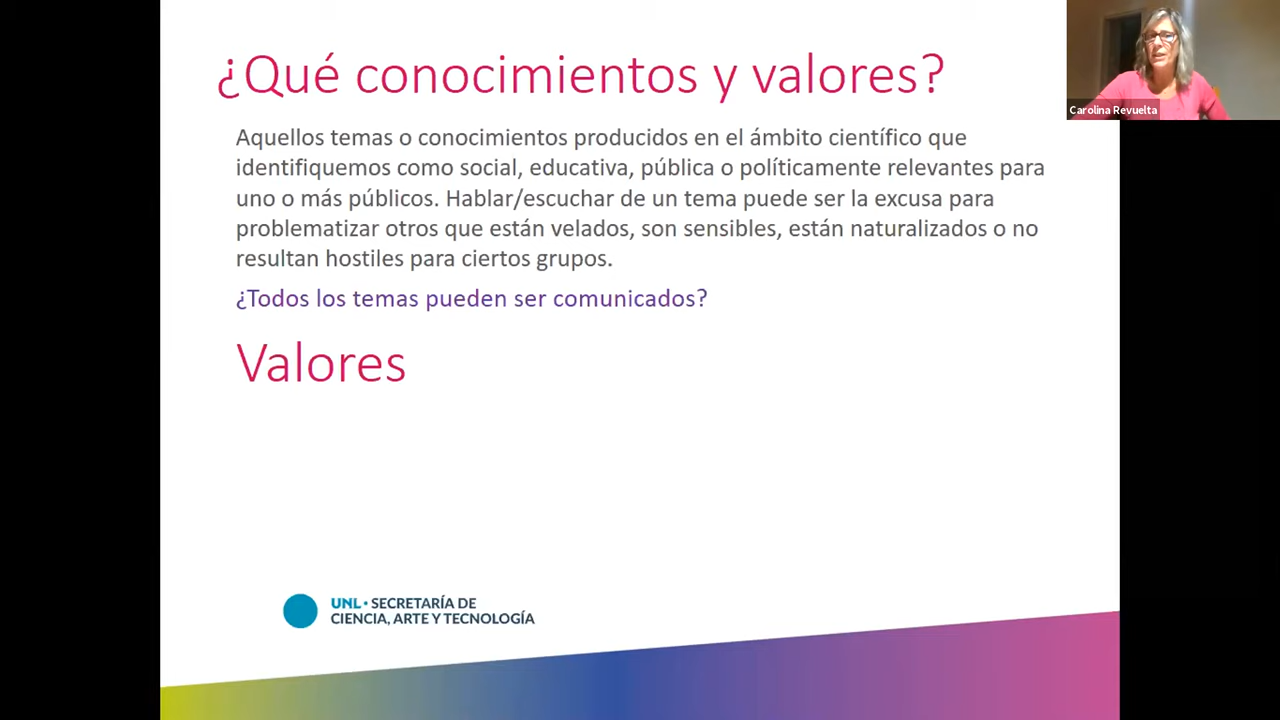 ¿Qué conocimientos y valores?
Carolina Revuelta
Aquellos temas o conocimientos producidos en el ámbito científico que
identifiquemos como social, educativa, pública o políticamente relevantes para
uno o más públicos. Hablar/escuchar de un tema puede ser la excusa para
problematizar otros que están velados, son sensibles, están naturalizados o no
resultan hostiles para ciertos grupos.
¿Todos los temas pueden ser comunicados?
Valores
UNL • SECRETARÍA DE
CIENCIA, ARTE Y TECNOLOGÍA